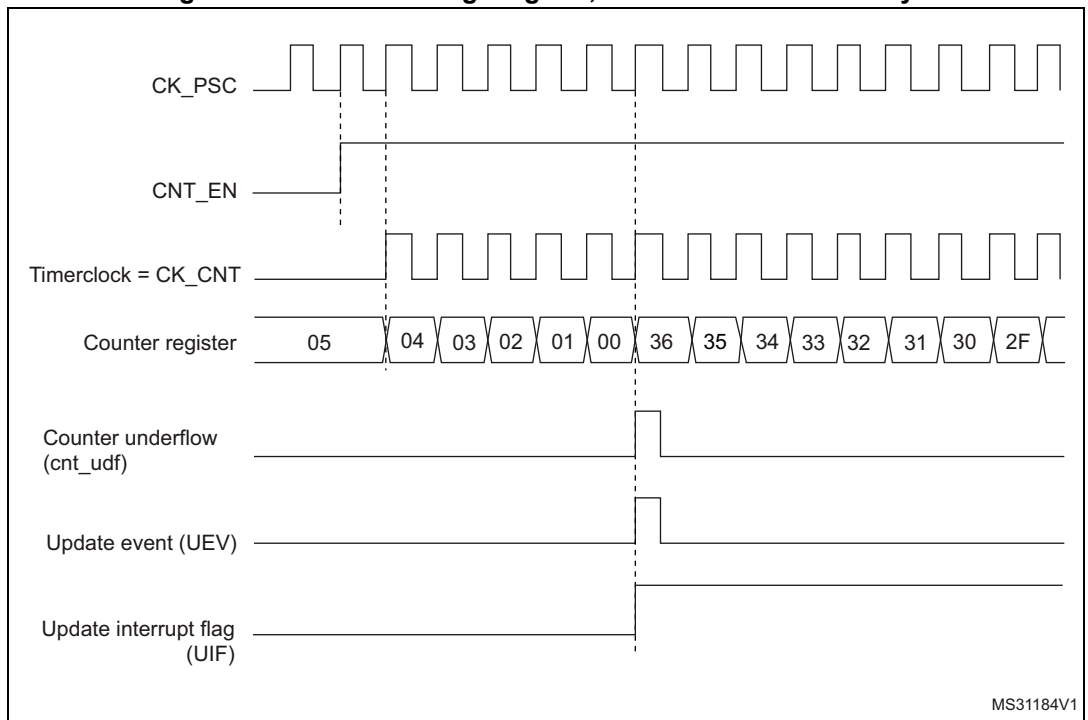 CK_PSC
CNT_EN
Timerclock = CK_CNT
Counter register 05 04 03 02 01 00 36 35 34 33 32 31 30 2F
Counter underflow
(cnt_udf)
Update event (UEV)
Update interrupt flag
(UIF)
MS31184V1